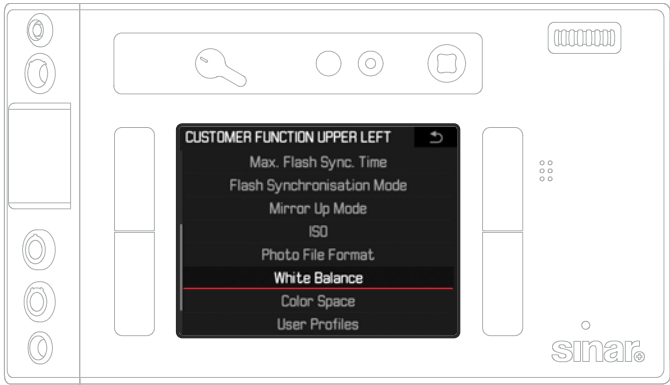 CUSTOMER FUNCTION UPPER LEFT
Max. Flash Sync. Time
Flash Synchronisation Mode
Mirror Up Mode
ISO
Photo File Format
White Balance
Color Space
User Profiles
sınar